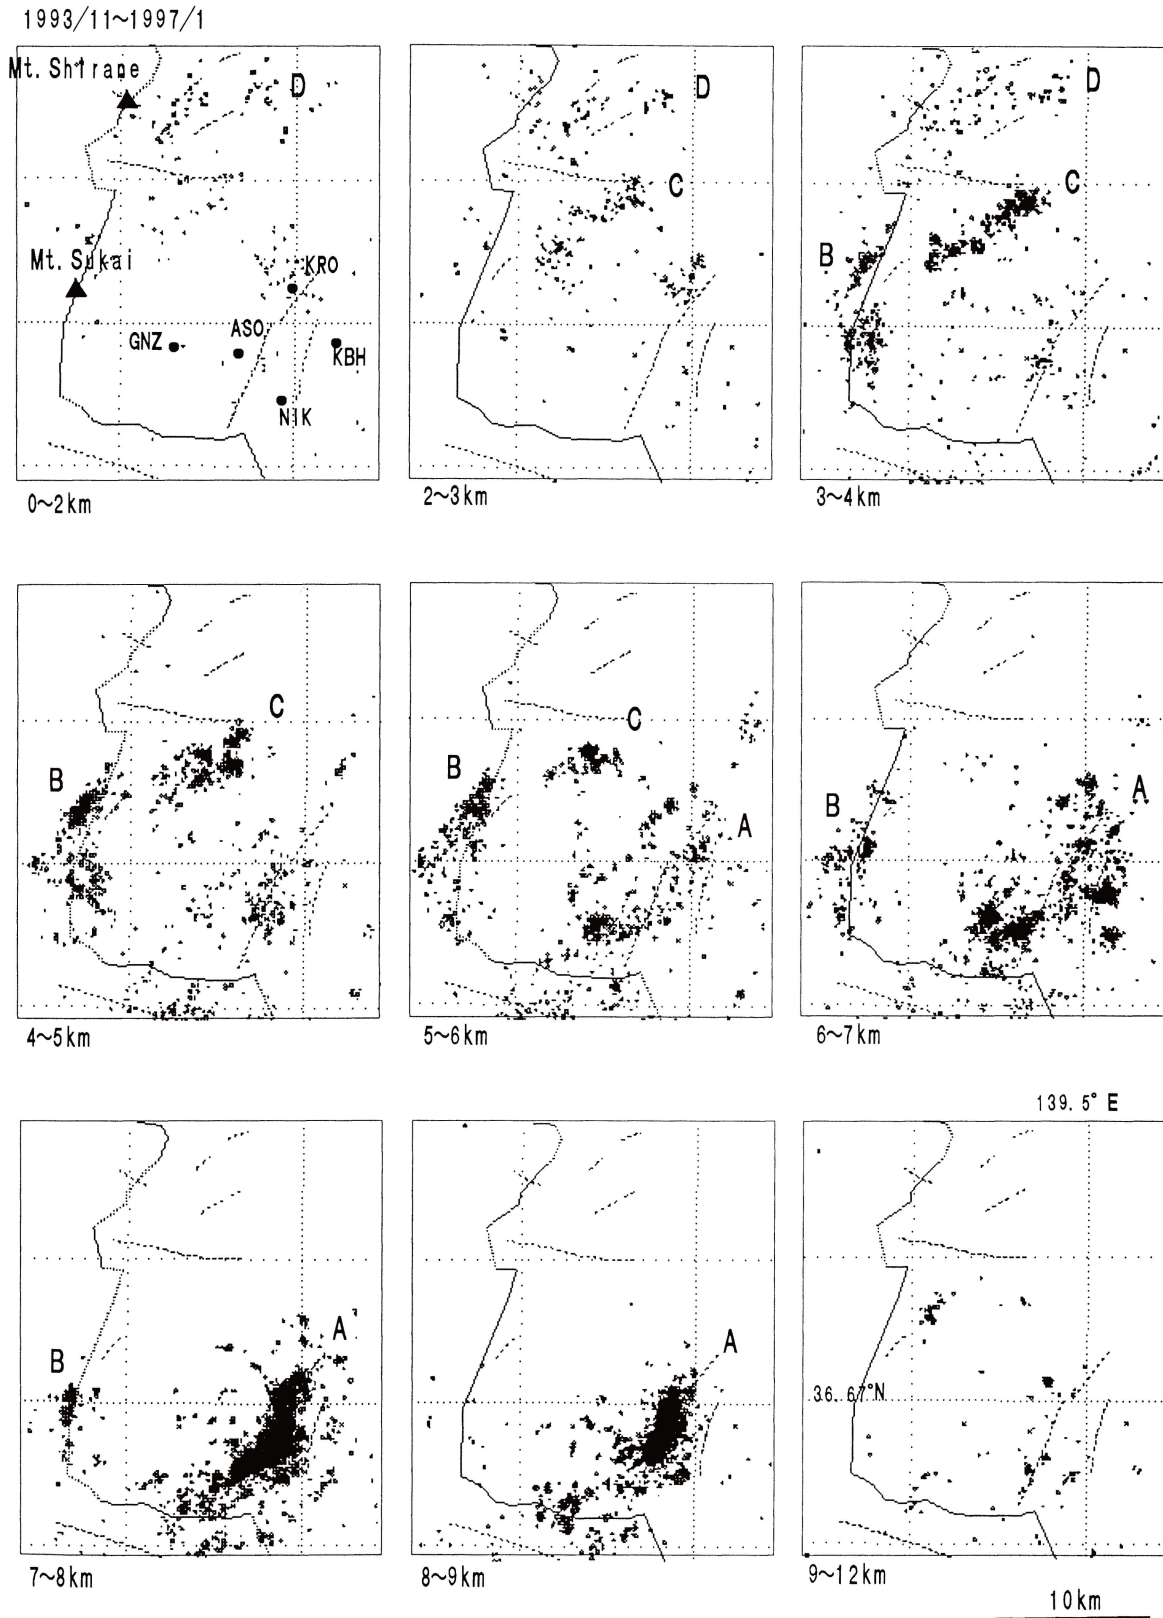 1993/11~1997/1
Mt. Shirane
D
Mt. Sukai
KRO
GNZ
ASO
KBH
NIK
0~2km
D
C
2~3km
D
C
B
3~4km
C
B
4~5km
C
B
A
5~6km
A
B
6~7km
A
B
7~8km
A
8~9km
139.5° E
36.67°N
9~12km
10km